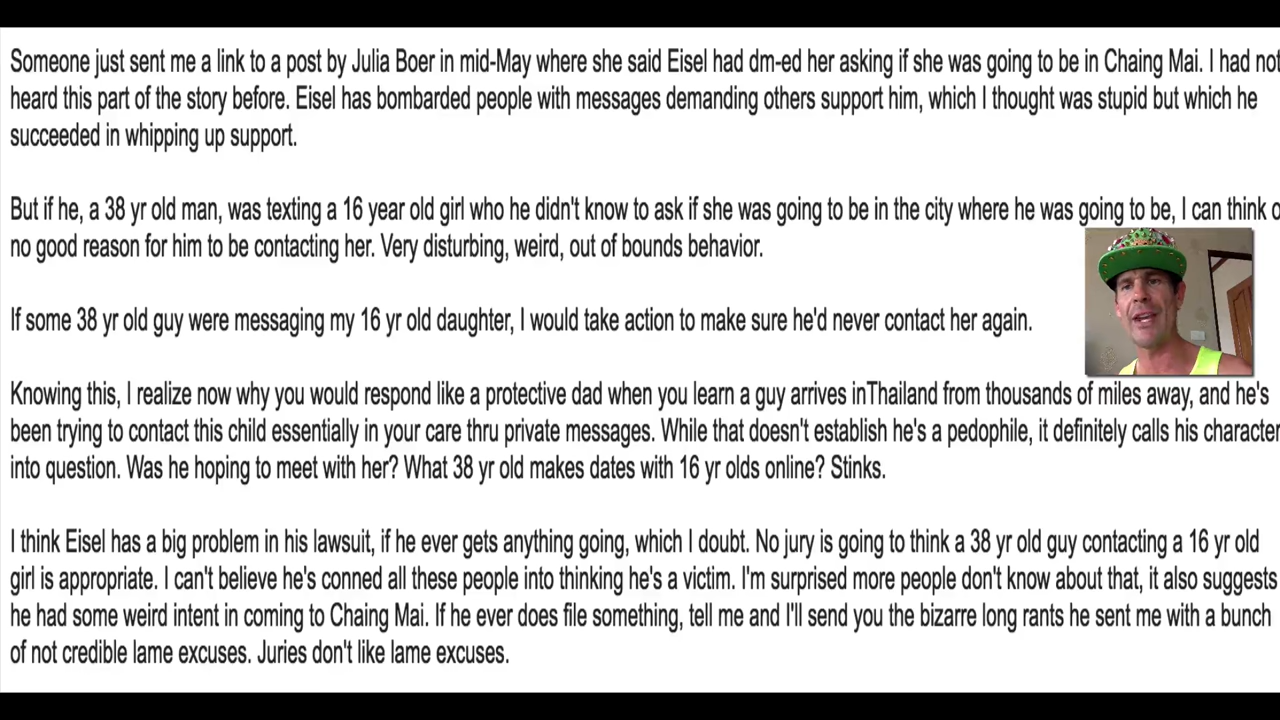 Someone just sent me a link to a post by Julia Boer in mid-May where she said Eisel had dm-ed her asking if she was going to be in Chaing Mai. I had not
heard this part of the story before. Eisel has bombarded people with messages demanding others support him, which I thought was stupid but which he
succeeded in whipping up support.
But if he, a 38 yr old man, was texting a 16 year old girl who he didn't know to ask if she was going to be in the city where he was going to be, I can think
no good reason for him to be contacting her. Very disturbing, weird, out of bounds behavior.
If some 38 yr old guy were messaging my 16 yr old daughter, I would take action to make sure he'd never contact her again.
Knowing this, I realize now why you would respond like a protective dad when you learn a guy arrives inThailand from thousands of miles away, and he's
been trying to contact this child essentially in your care thru private messages. While that doesn't establish he's a pedophile, it definitely calls his character
into question. Was he hoping to meet with her? What 38 yr old makes dates with 16 yr olds online? Stinks.
I think Eisel has a big problem in his lawsuit, if he ever gets anything going, which I doubt. No jury is going to think a 38 yr old guy contacting a 16 yr old
girl is appropriate. I can't believe he's conned all these people into thinking he's a victim. I'm surprised more people don't know about that, it also suggests
he had some weird intent in coming to Chaing Mai. If he ever does file something, tell me and I'll send you the bizarre long rants he sent me with a bunch
of not credible lame excuses. Juries don't like lame excuses.